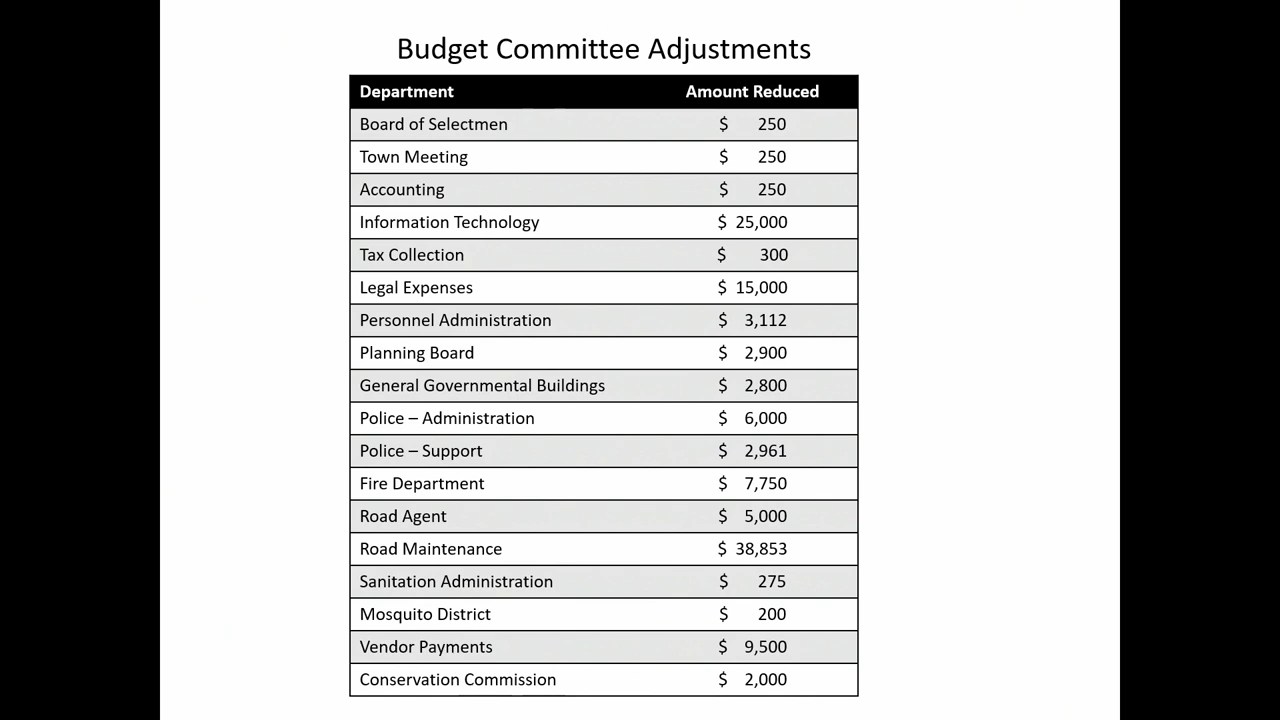 Budget Committee Adjustments
Department Amount Reduced
Board of Selectmen $ 250
Town Meeting $ 250
Accounting $ 250
Information Technology $ 25,000
Tax Collection $ 300
Legal Expenses $ 15,000
Personnel Administration $ 3,112
Planning Board $ 2,900
General Governmental Buildings $ 2,800
Police – Administration $ 6,000
Police – Support $ 2,961
Fire Department $ 7,750
Road Agent $ 5,000
Road Maintenance $ 38,853
Sanitation Administration $ 275
Mosquito District $ 200
Vendor Payments $ 9,500
Conservation Commission $ 2,000